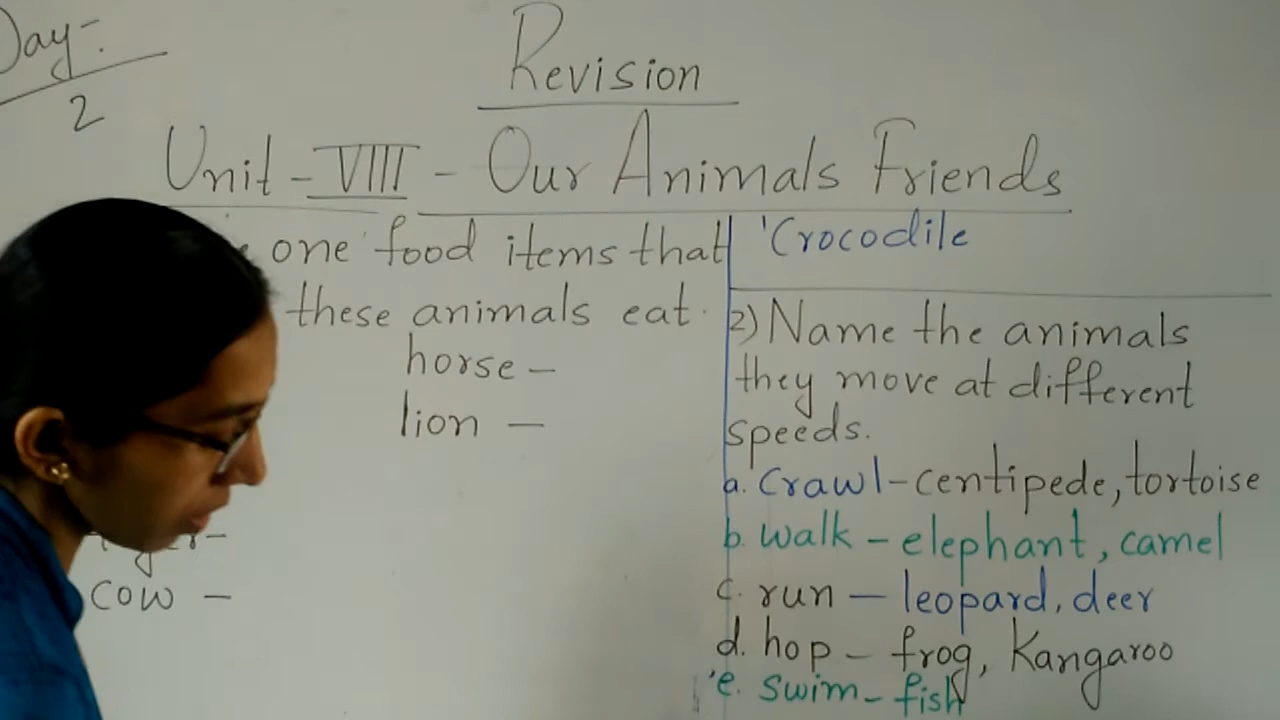 Day:
2
Revision
Unit - VIII - Our Animals Friends
one food items that
these animals eat.
horse -
lion -
cow -
'Crocodile
2) Name the animals
they move at different
speeds.
a. Crawl - centipede, tortoise
b. walk - elephant, camel
c. run - leopard, deer
d. hop - frog, Kangaroo
e. swim - fish